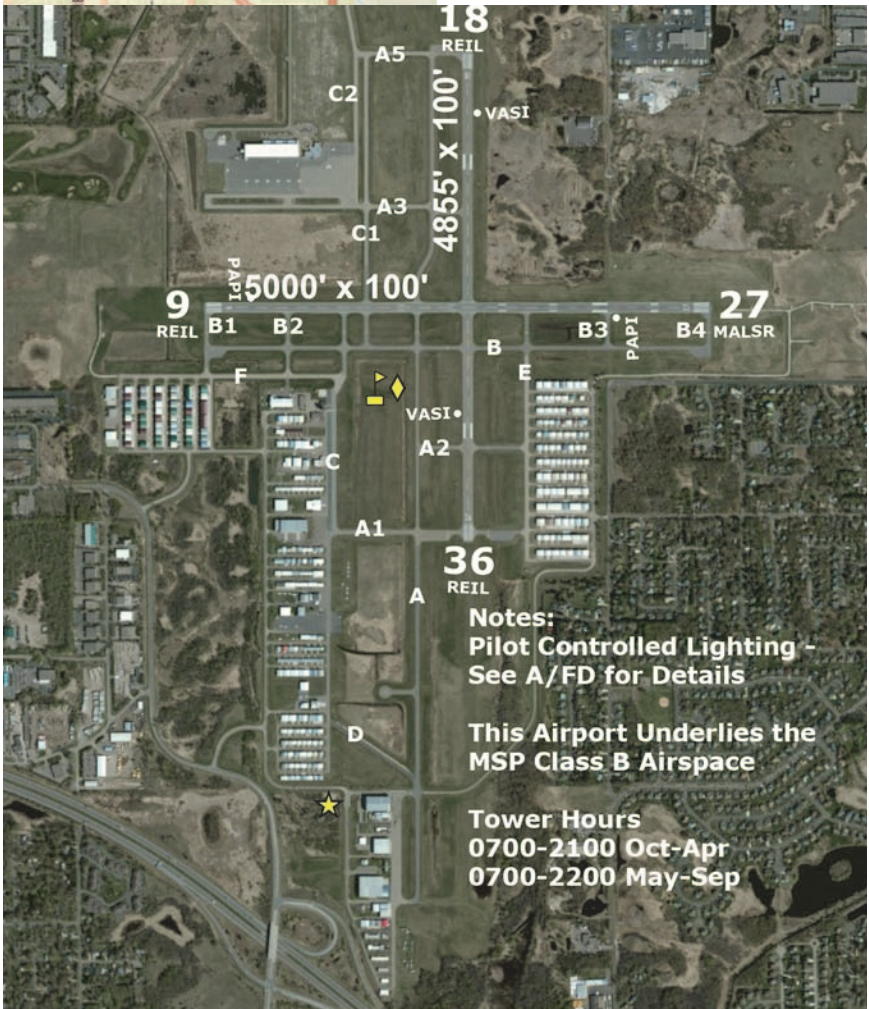 18
REIL
A5
C2
4855' x 100'
VASI
A3
C1
PAPI
5000' x 100'
9
REIL
B1
B2
27
MALSR
B3
PAPI
B4
B
F
E
VASI
A2
C
A1
36
REIL
A
Notes:
Pilot Controlled Lighting -
See A/FD for Details
This Airport Underlies the
MSP Class B Airspace
D
Tower Hours
0700-2100 Oct-Apr
0700-2200 May-Sep